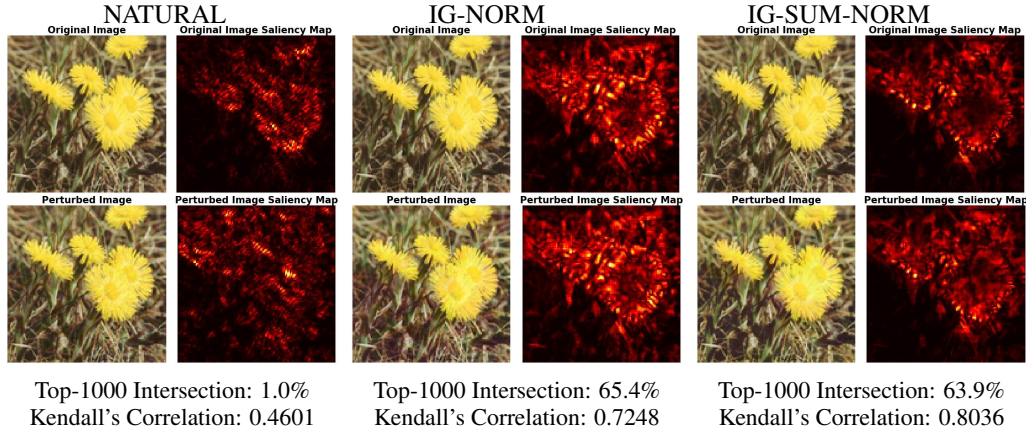 NATURAL
IG-NORM
IG-SUM-NORM
Original Image
Original Image Saliency Map
Original Image
Original Image Saliency Map
Original Image
Original Image Saliency Map
Perturbed Image
Perturbed Image Saliency Map
Perturbed Image
Perturbed Image Saliency Map
Perturbed Image
Perturbed Image Saliency Map
Top-1000 Intersection: 1.0%
Kendall's Correlation: 0.4601
Top-1000 Intersection: 65.4%
Kendall's Correlation: 0.7248
Top-1000 Intersection: 63.9%
Kendall's Correlation: 0.8036